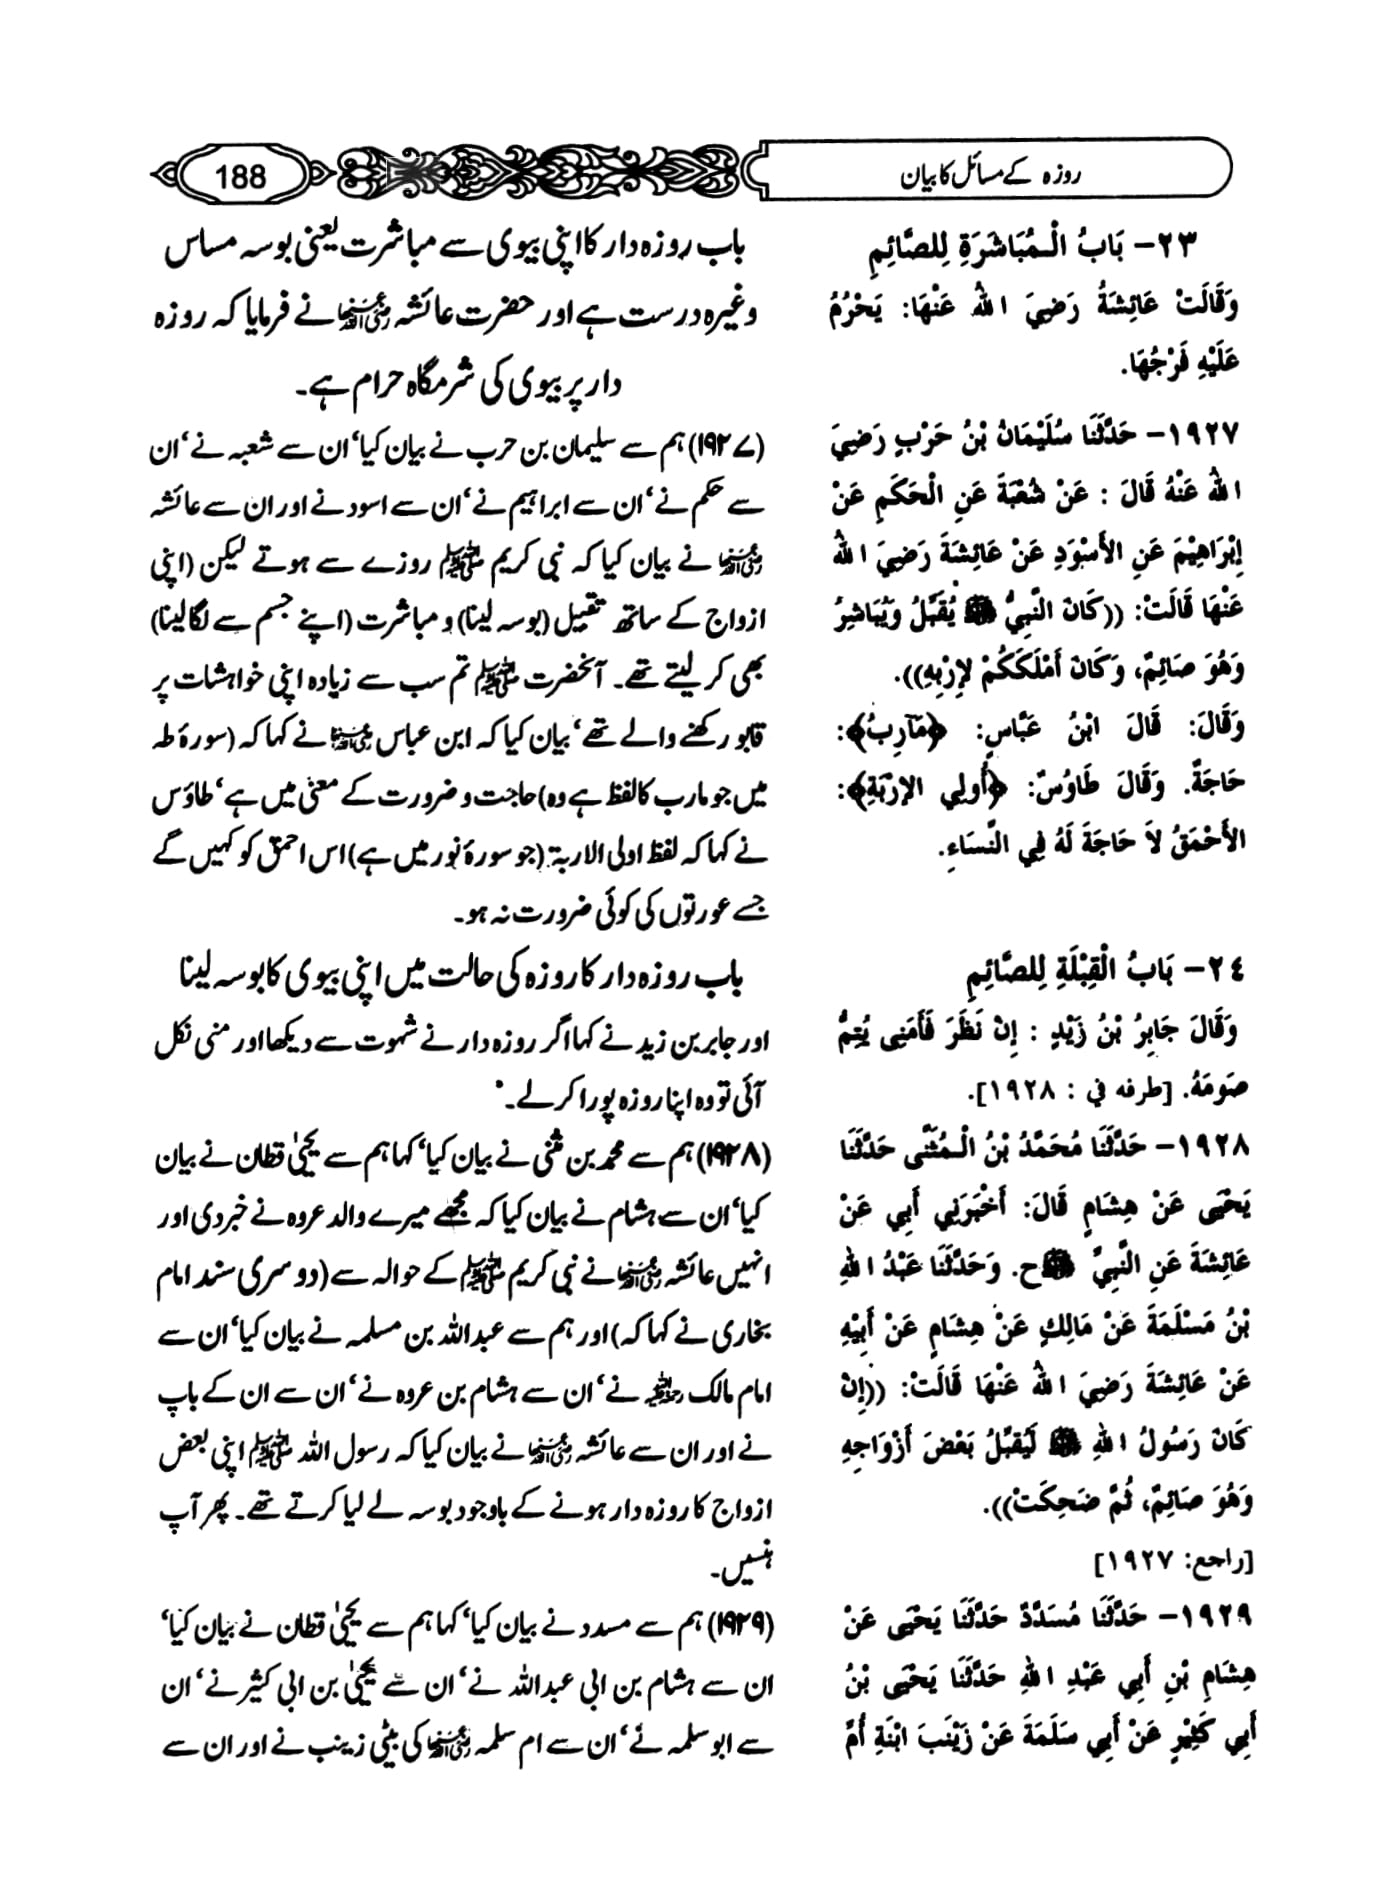 روزہ کے مسائل کا بیان
188
٢٣- بَابُ الْـمُبَاشَرَةِ لِلصَّائِمِ
وَقَالَتْ عَائِشَةُ رَضِيَ اللهُ عَنْهَا: يَحْرُمُ
عَلَيْهِ فَرْجُهَا.
١٩٢٧- حَدَّثَنَا سُلَيْمَانُ بْنُ حَرْبٍ رَضِيَ
اللهُ عَنْهُ قَالَ : عَنْ شُعْبَةَ عَنِ الْحَكَمِ عَنْ
إِبْرَاهِيْمَ عَنِ الأَسْوَدِ عَنْ عَائِشَةَ رَضِيَ اللهُ
عَنْهَا قَالَتْ: ((كَانَ النَّبِيُّ ﷺ يُقَبِّلُ وَيُبَاشِرُ
وَهُوَ صَائِمٌ، وَكَانَ أَمْلَكَكُمْ لِإِرْبِهِ)).
وَقَالَ: قَالَ ابْنُ عَبَّاسٍ: ﴿مَآرِبُ﴾:
حَاجَةٌ. وَقَالَ طَاوُسٌ: ﴿أُولِي الإِرْبَةِ﴾:
الأَحْمَقُ لاَ حَاجَةَ لَهُ فِي النِّسَاءِ.
٢٤- بَابُ الْقِبْلَةِ لِلصَّائِمِ
وَقَالَ جَابِرُ بْنُ زَيْدٍ : إِنْ نَظَرَ فَأَمْنِى يُتِمُّ
صَومَهُ. [طرفه في : ١٩٢٨].
١٩٢٨- حَدَّثَنَا مُحَمَّدُ بْنُ الْـمُثَنَّى حَدَّثَنَا
يَحْيَى عَنْ هِشَامٍ قَالَ: أَخْبَرَنِي أَبِي عَنْ
عَائِشَةَ عَنِ النَّبِيِّ ﷺ ح. وَحَدَّثَنَا عَبْدُ اللهِ
بْنُ مَسْلَمَةَ عَنْ مَالِكٍ عَنْ هِشَامٍ عَنْ أَبِيْهِ
عَنْ عَائِشَةَ رَضِيَ اللهُ عَنْهَا قَالَتْ: ((إِنْ
كَانَ رَسُولُ اللهِ ﷺ لَيُقَبِّلُ بَعْضَ أَزْوَاجِهِ
وَهُوَ صَائِمٌ، ثُمَّ ضَحِكَتْ)).
[راجع: ١٩٢٧]
١٩٢٩- حَدَّثَنَا مُسَدَّدٌ حَدَّثَنَا يَحْيَى عَنْ
هِشَامِ بْنِ أَبِي عَبْدِ اللهِ حَدَّثَنَا يَحْيَى بْنُ
أَبِي كَثِيْرٍ عَنْ أَبِي سَلَمَةَ عَنْ زَيْنَبَ ابْنَةِ أُمِّ
باب روزہ دار کا اپنی بیوی سے مباشرت یعنی بوسہ مساس
وغیرہ درست ہے اور حضرت عائشہ رضی اللہ عنہا نے فرمایا کہ روزہ
دار پر بیوی کی شرمگاہ حرام ہے۔
(۱۹۲۷) ہم سے سلیمان بن حرب نے بیان کیا‘ ان سے شعبہ نے‘ ان
سے حکم نے‘ ان سے ابراہیم نے‘ ان سے اسود نے اور ان سے عائشہ
رضی اللہ عنہا نے بیان کیا کہ نبی کریم ﷺ روزے سے ہوتے لیکن (اپنی
ازواج کے ساتھ تقبیل (بوسہ لینا) و مباشرت (اپنے جسم سے لگا لینا)
بھی کر لیتے تھے۔ آنحضرت ﷺ تم سب سے زیادہ اپنی خواہشات پر
قابو رکھنے والے تھے‘ بیان کیا کہ ابن عباس رضی اللہ عنہما نے کہا کہ (سورۂ طہ
میں جو مارب کا لفظ ہے وہ) حاجت و ضرورت کے معنی میں ہے‘ طاؤس
نے کہا کہ لفظ اولی الاربۃ (جو سورۂ نور میں ہے) اس احمق کو کہیں گے
جسے عورتوں کی کوئی ضرورت نہ ہو۔
باب روزہ دار کا روزہ کی حالت میں اپنی بیوی کا بوسہ لینا
اور جابر بن زید نے کہا اگر روزہ دار نے شہوت سے دیکھا اور منی نکل
آئی تو وہ اپنا روزہ پورا کر لے۔
(۱۹۲۸) ہم سے محمد بن مثنیٰ نے بیان کیا‘ کہا ہم سے یحییٰ قطان نے بیان
کیا‘ ان سے ہشام نے بیان کیا کہ مجھے میرے والد عروہ نے خبر دی اور
انہیں عائشہ رضی اللہ عنہا نے نبی کریم ﷺ کے حوالہ سے (دوسری سند امام
بخاری نے کہا کہ) اور ہم سے عبداللہ بن مسلمہ نے بیان کیا‘ ان سے
امام مالک رحمہ اللہ نے‘ ان سے ہشام بن عروہ نے‘ ان سے ان کے باپ
نے اور ان سے عائشہ رضی اللہ عنہا نے بیان کیا کہ رسول اللہ ﷺ اپنی بعض
ازواج کا روزہ دار ہونے کے باوجود بوسہ لے لیا کرتے تھے۔ پھر آپ
ہنسیں۔
(۱۹۲۹) ہم سے مسدد نے بیان کیا‘ کہا ہم سے یحییٰ قطان نے بیان کیا‘
ان سے ہشام بن ابی عبداللہ نے‘ ان سے یحییٰ بن ابی کثیر نے‘ ان
سے ابوسلمہ نے‘ ان سے ام سلمہ رضی اللہ عنہا کی بیٹی زینب نے اور ان سے